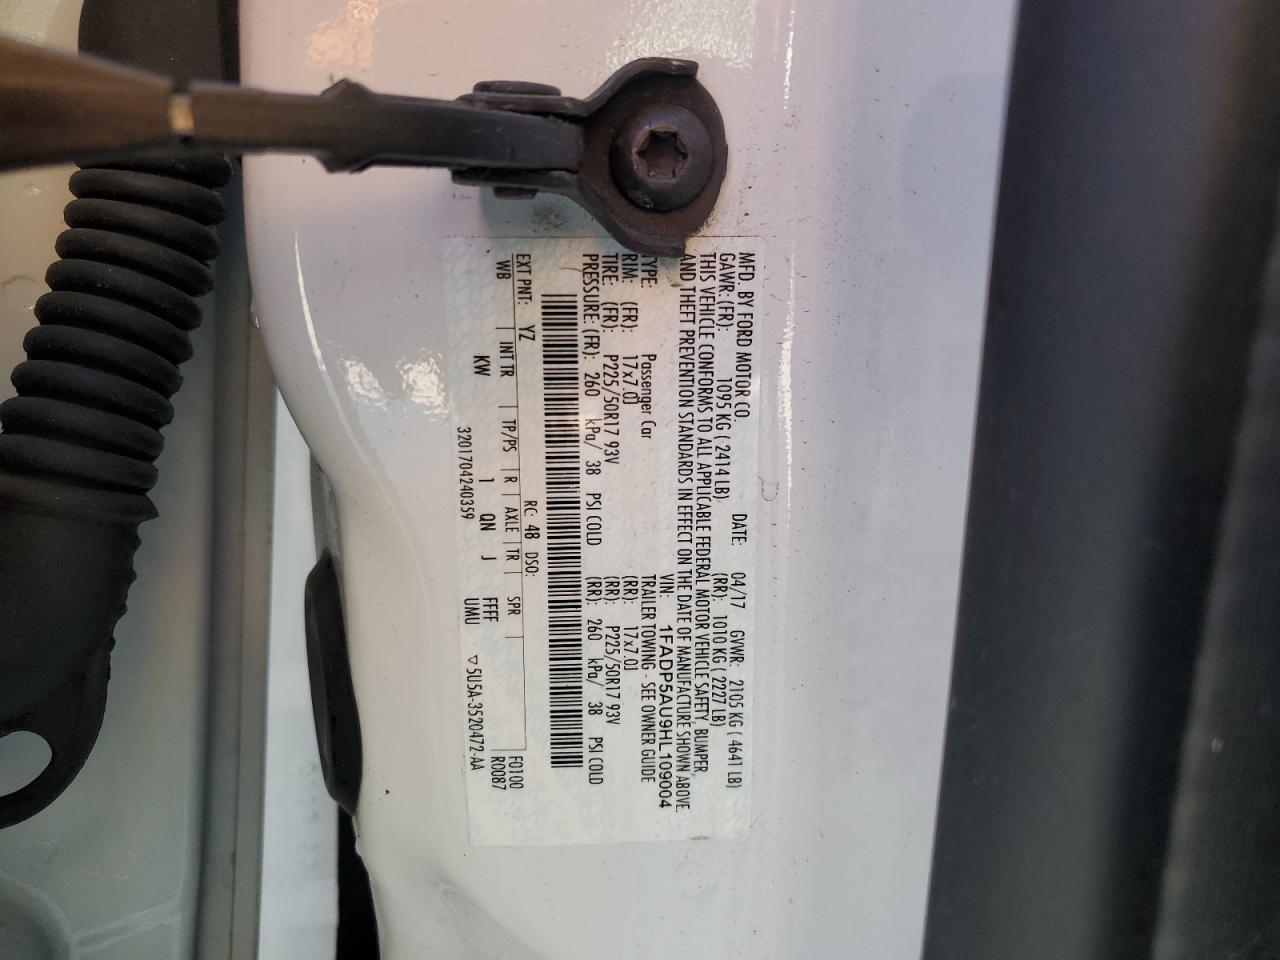 MFD. BY FORD MOTOR CO.
DATE: 04/17 GVWR: 2105 KG ( 4641 LB)
GAWR: (FR): 1095 KG ( 2414 LB) (RR): 1010 KG ( 2227 LB)
THIS VEHICLE CONFORMS TO ALL APPLICABLE FEDERAL MOTOR VEHICLE SAFETY, BUMPER,
AND THEFT PREVENTION STANDARDS IN EFFECT ON THE DATE OF MANUFACTURE SHOWN ABOVE.
VIN: 1FADP5AU9HL109004
TYPE: Passenger Car TRAILER TOWING - SEE OWNER GUIDE
RIM: (FR): 17x7.0J (RR): 17x7.0J
TIRE: (FR): P225/50R17 93V (RR): P225/50R17 93V
PRESSURE: (FR): 260 kPa/ 38 PSI COLD (RR): 260 kPa/ 38 PSI COLD
EXT PNT: YZ RC: 48 DSO: F0100
WB INT TR TP/PS R AXLE TR SPR R0087
KW 1 QN J FFFF
3201704240359 UMU ▽ 5U5A-3520472-AA